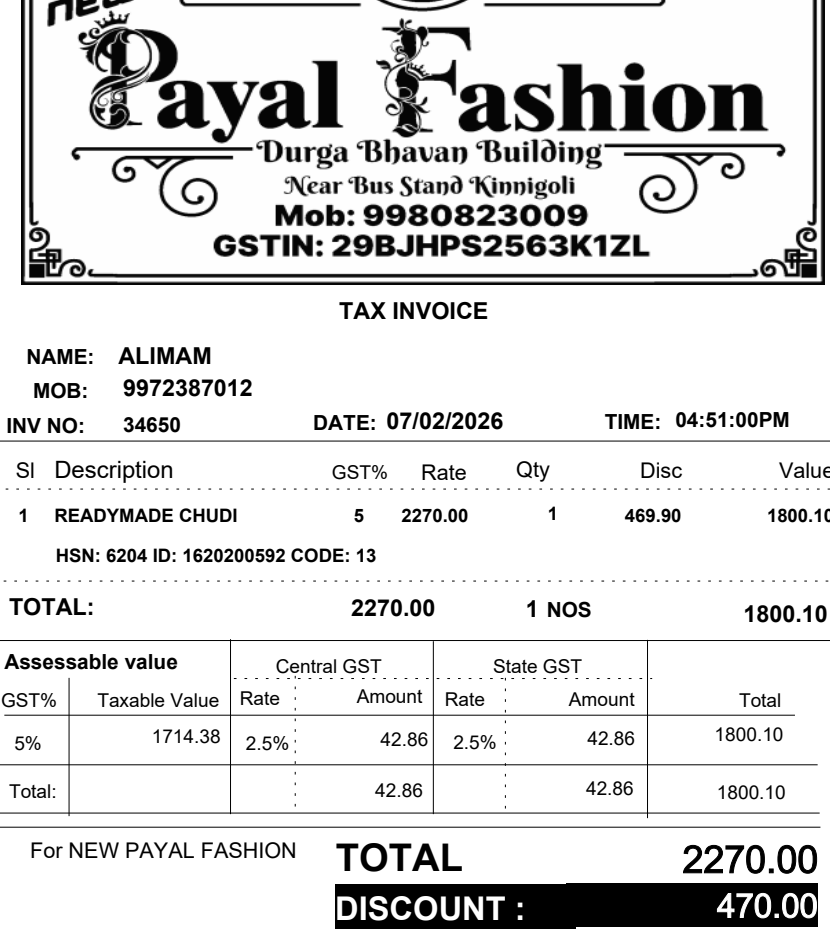 new
Payal Fashion
Durga Bhavan Building
Near Bus Stand Kinnigoli
Mob: 9980823009
GSTIN: 29BJHPS2563K1ZL
TAX INVOICE
NAME: ALIMAM
MOB: 9972387012
INV NO: 34650 DATE: 07/02/2026 TIME: 04:51:00PM
Sl Description GST% Rate Qty Disc Value
1 READYMADE CHUDI 5 2270.00 1 469.90 1800.10
HSN: 6204 ID: 1620200592 CODE: 13
TOTAL: 2270.00 1 NOS 1800.10
Assessable value Central GST State GST
GST% Taxable Value Rate Amount Rate Amount Total
5% 1714.38 2.5% 42.86 2.5% 42.86 1800.10
Total: 42.86 42.86 1800.10
For NEW PAYAL FASHION TOTAL 2270.00
DISCOUNT : 470.00